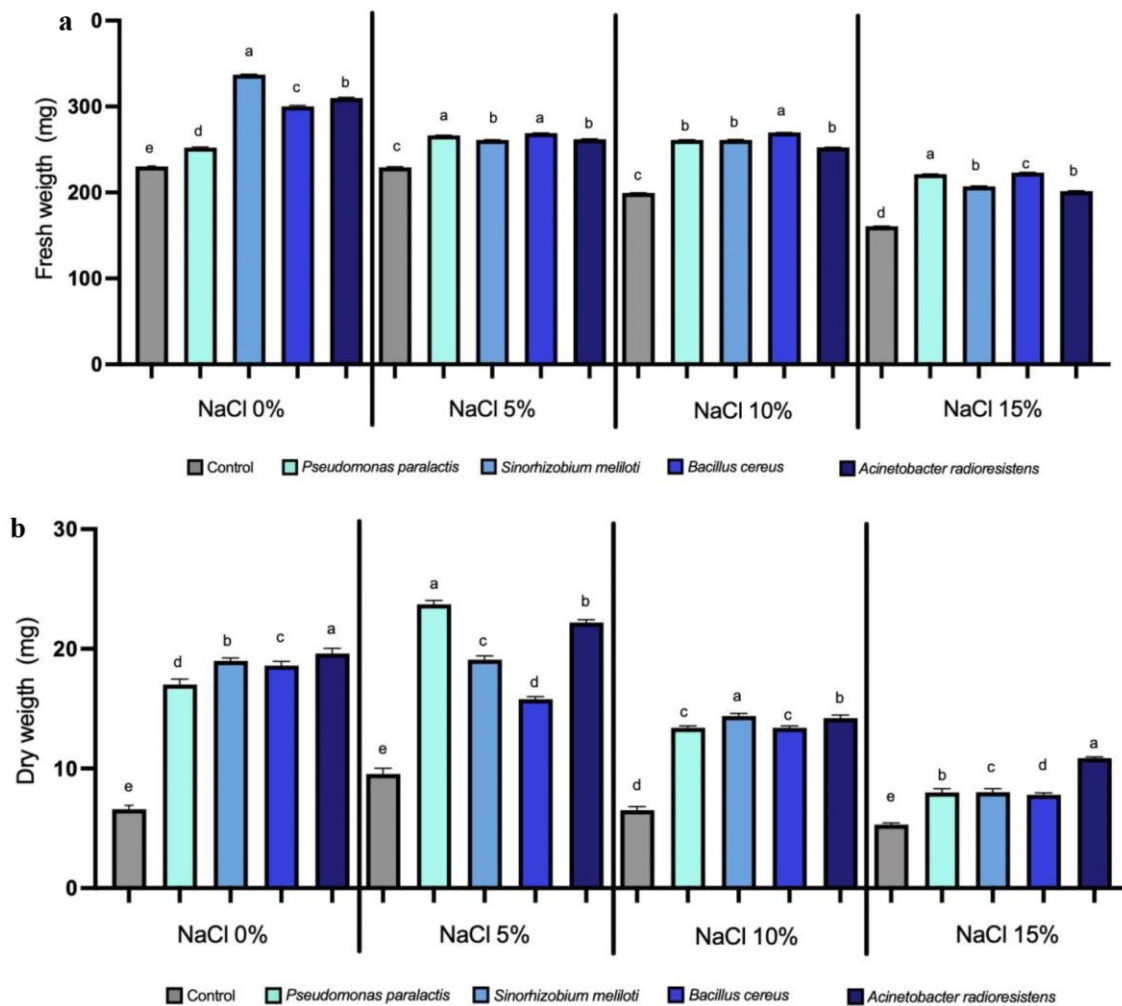 a
0
300
200
100
0
Fresh weigth (mg)
e d a c b
c a b a b
c b b a b
d a b c b
NaCl 0% NaCl 5% NaCl 10% NaCl 15%
Control Pseudomonas paralactis Sinorhizobium meliloti Bacillus cereus Acinetobacter radioresistens
b
30
20
10
0
Dry weigth (mg)
e d b c a
e a c d b
d c a c b
e b c d a
NaCl 0% NaCl 5% NaCl 10% NaCl 15%
Control Pseudomonas paralactis Sinorhizobium meliloti Bacillus cereus Acinetobacter radioresistens